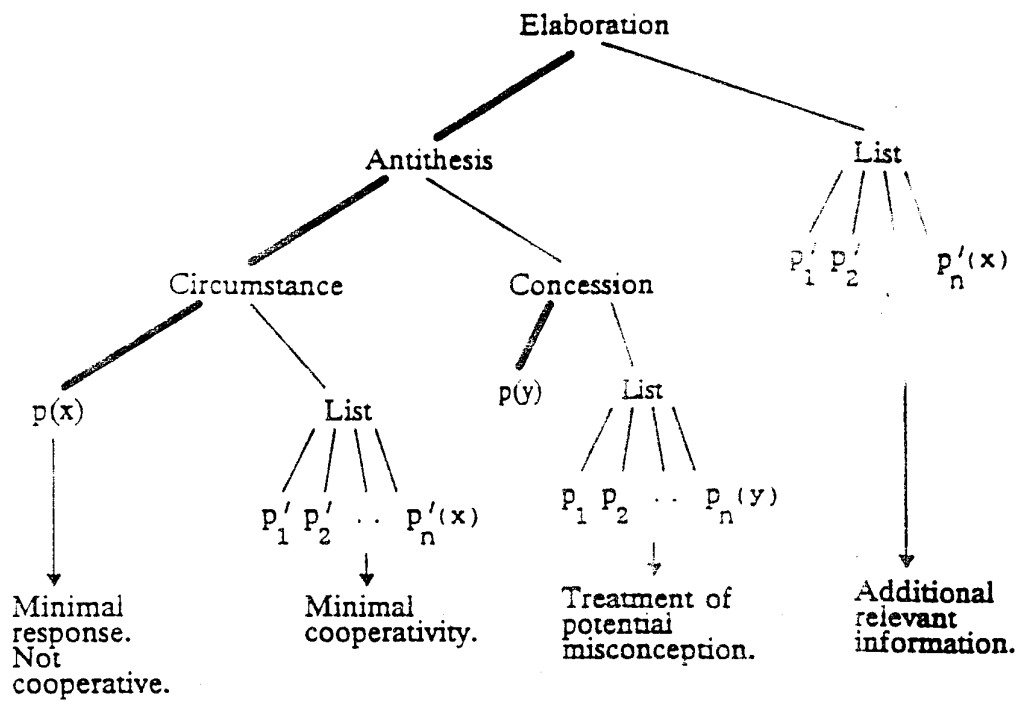 Elaboration
Antithesis
List
p₁′ p₂′ pₙ′(x)
Circumstance
Concession
p(x)
List
p(y)
List
p₁′ p₂′ .. pₙ′(x)
p₁ p₂ .. pₙ(y)
Minimal
response.
Not
cooperative.
Minimal
cooperativity.
Treatment of
potential
misconception.
Additional
relevant
information.